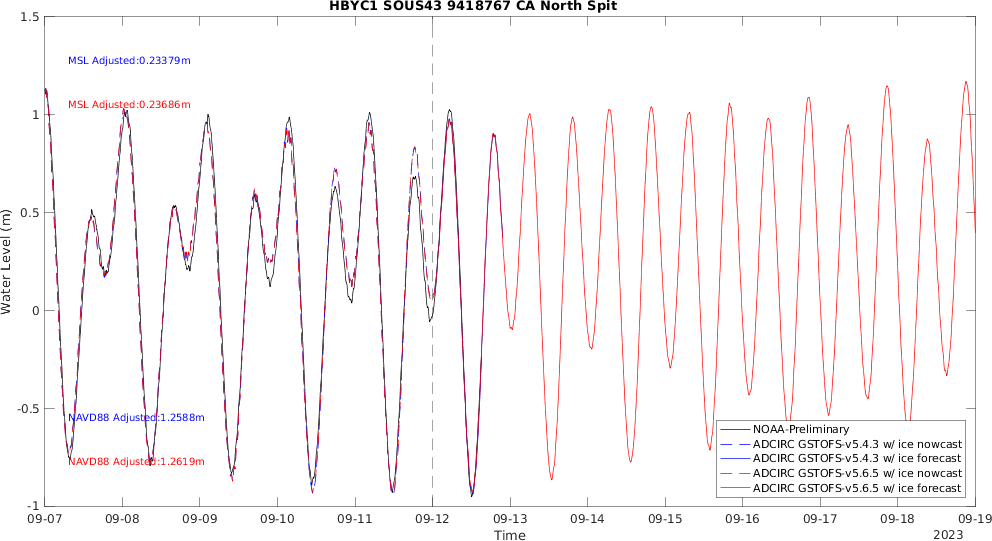 HBYC1 SOUS43 9418767 CA North Spit
1.5
1
0.5
0
-0.5
-1
Water Level (m)
MSL Adjusted:0.23379m
MSL Adjusted:0.23686m
NAVD88 Adjusted:1.2588m
NAVD88 Adjusted:1.2619m
NOAA-Preliminary
ADCIRC GSTOFS-v5.4.3 w/ ice nowcast
ADCIRC GSTOFS-v5.4.3 w/ ice forecast
ADCIRC GSTOFS-v5.6.5 w/ ice nowcast
ADCIRC GSTOFS-v5.6.5 w/ ice forecast
09-07 09-08 09-09 09-10 09-11 09-12 09-13 09-14 09-15 09-16 09-17 09-18 09-19
Time
2023